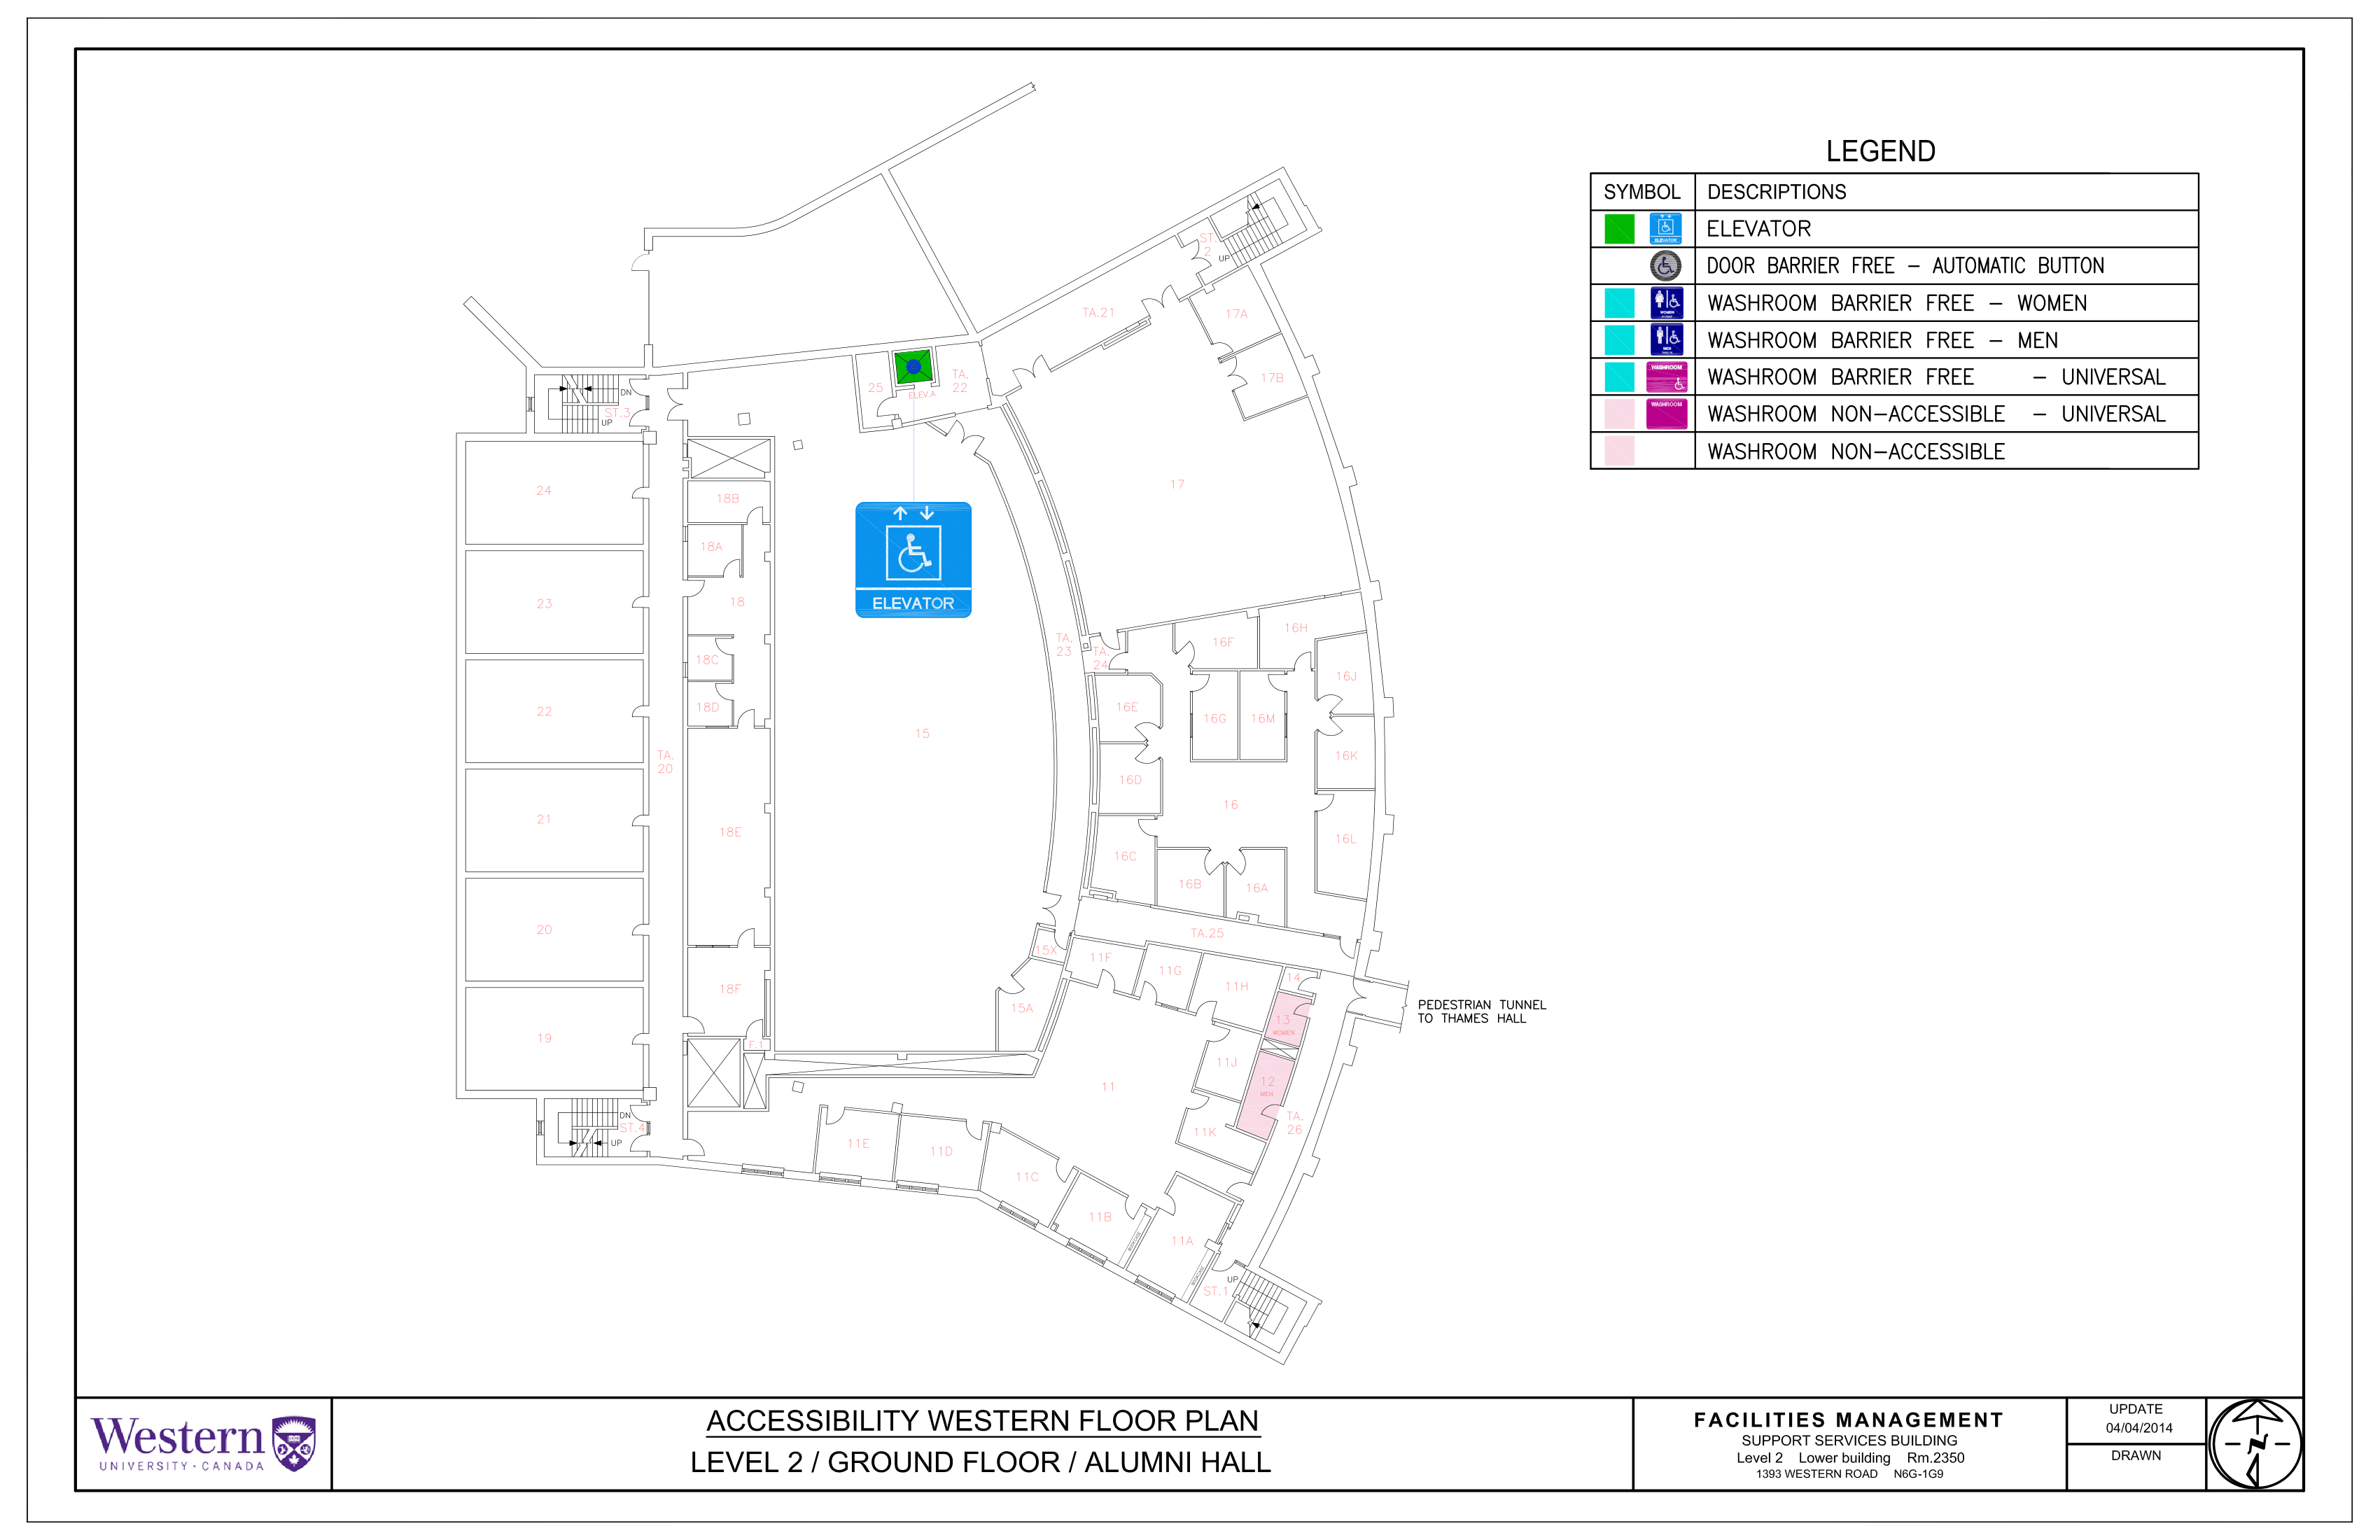 LEGEND
SYMBOL DESCRIPTIONS
ELEVATOR ELEVATOR
DOOR BARRIER FREE - AUTOMATIC BUTTON
WOMEN WASHROOM BARRIER FREE - WOMEN
MEN WASHROOM BARRIER FREE - MEN
WASHROOM WASHROOM BARRIER FREE - UNIVERSAL
WASHROOM WASHROOM NON-ACCESSIBLE - UNIVERSAL
WASHROOM NON-ACCESSIBLE
ST.
2
UP
TA.21
17A
17B
25
ELEV.A
TA.
22
DN
ST.3
UP
24
18B
17
18A
ELEVATOR
23
18
16H
TA.
23
16F
TA.
24
18C
16J
22
18D
16E
16G
16M
15
TA.
20
16K
16D
16
21
18E
16L
16C
16B
16A
20
TA.25
15X
11F
11G
14
18F
11H
15A
PEDESTRIAN TUNNEL
TO THAMES HALL
13
WOMEN
19
F.1
11J
12
MEN
11
DN
ST.4
UP
TA.
26
11K
11E
11D
11C
11B
11A
BOOKCASE
BOOKCASE
UP
ST.1
Western
UNIVERSITY · CANADA
ACCESSIBILITY WESTERN FLOOR PLAN
LEVEL 2 / GROUND FLOOR / ALUMNI HALL
FACILITIES MANAGEMENT
SUPPORT SERVICES BUILDING
Level 2 Lower building Rm.2350
1393 WESTERN ROAD N6G-1G9
UPDATE
04/04/2014
DRAWN
N